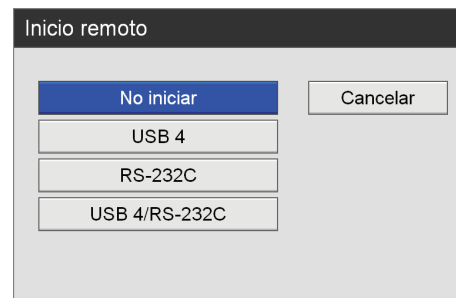 Inicio remoto
No iniciar
Cancelar
USB 4
RS-232C
USB 4/RS-232C